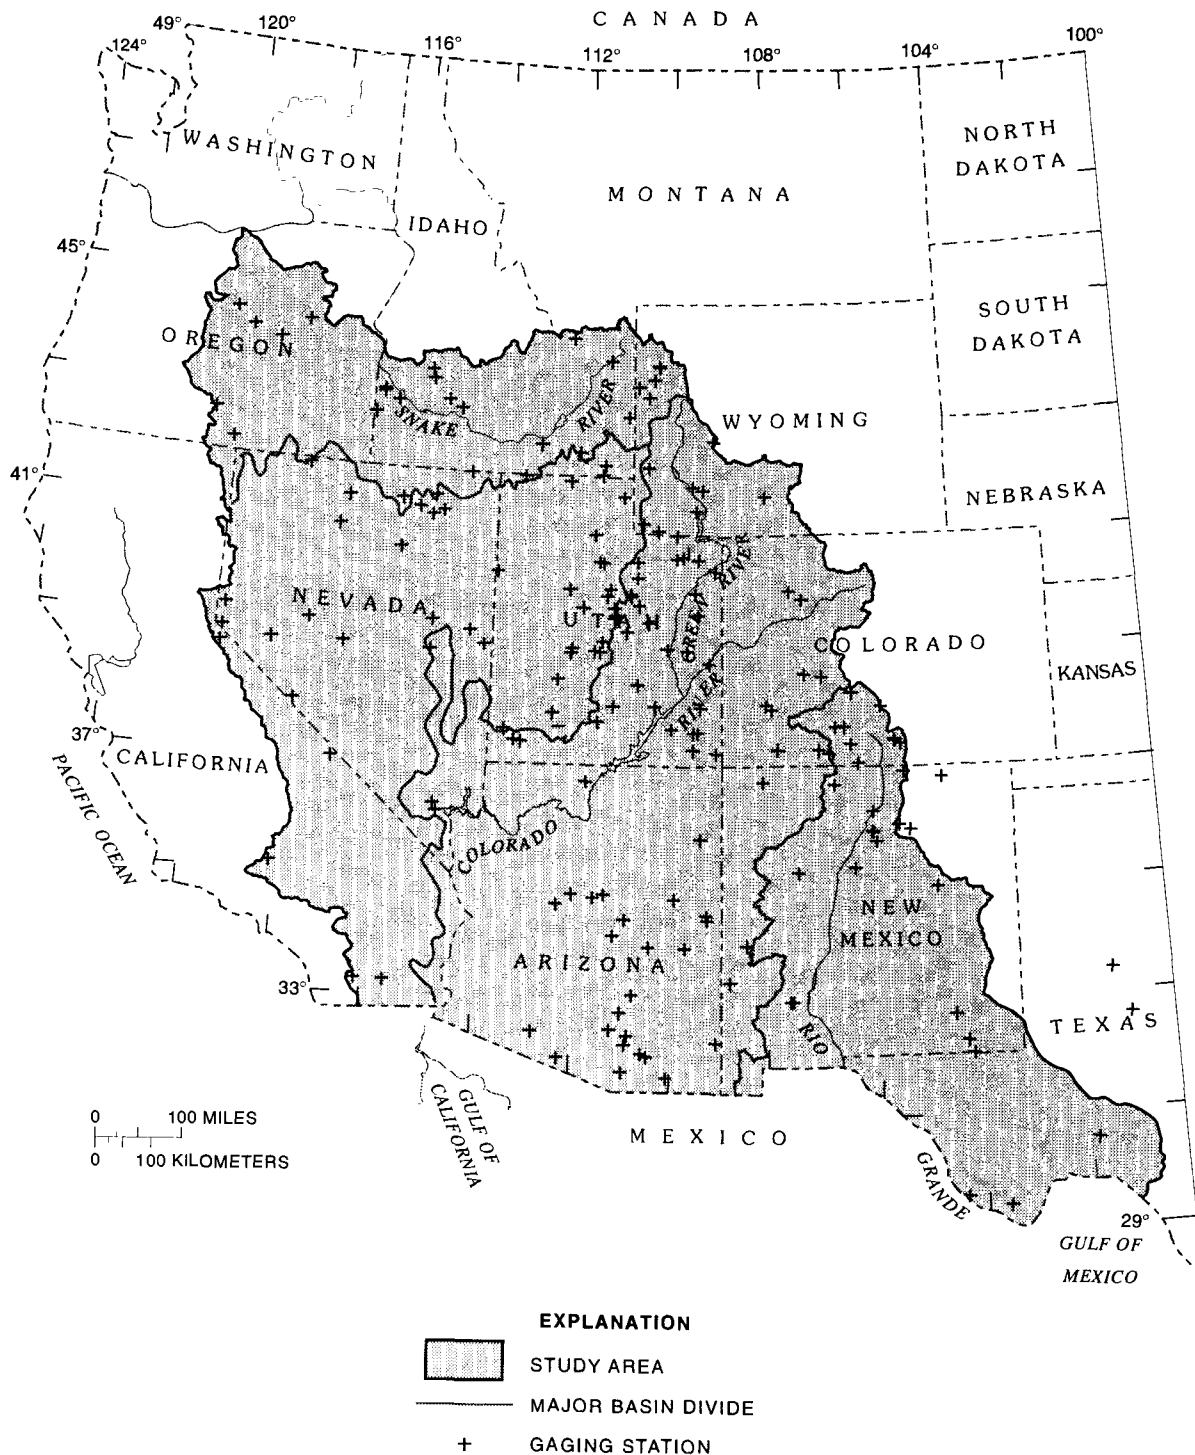 CANADA
49°
120°
124°
116°
112°
108°
104°
100°
WASHINGTON
NORTH
DAKOTA
MONTANA
IDAHO
45°
SOUTH
DAKOTA
OREGON
SNAKE
RIVER
WYOMING
41°
NEBRASKA
NEVADA
UTAH
GREEN
RIVER
COLORADO
KANSAS
RIVER
37°
CALIFORNIA
PACIFIC OCEAN
COLORADO
NEW
MEXICO
ARIZONA
33°
RIO
TEXAS
GULF OF
CALIFORNIA
0 100 MILES
0 100 KILOMETERS
MEXICO
GRANDE
29°
GULF OF
MEXICO
EXPLANATION
STUDY AREA
MAJOR BASIN DIVIDE
+ GAGING STATION